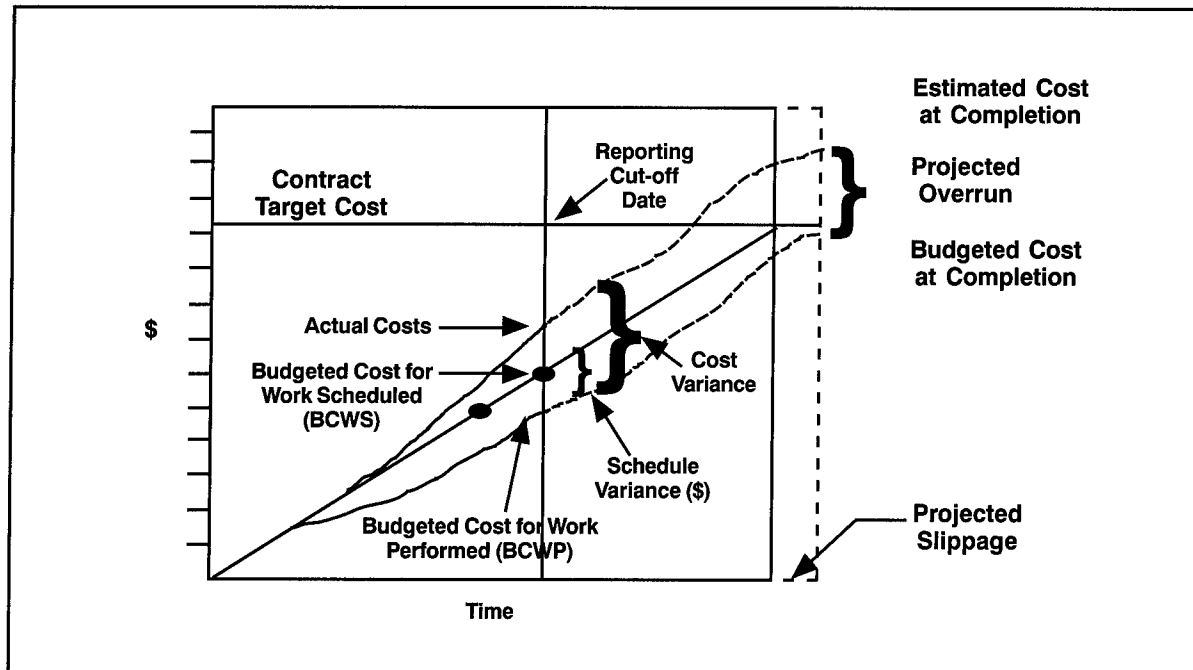 Estimated Cost
at Completion
Reporting
Cut-off
Date
Contract
Target Cost
Projected
Overrun
Budgeted Cost
at Completion
$
Actual Costs
Budgeted Cost for
Work Scheduled
(BCWS)
Cost
Variance
Schedule
Variance ($)
Budgeted Cost for Work
Performed (BCWP)
Projected
Slippage
Time